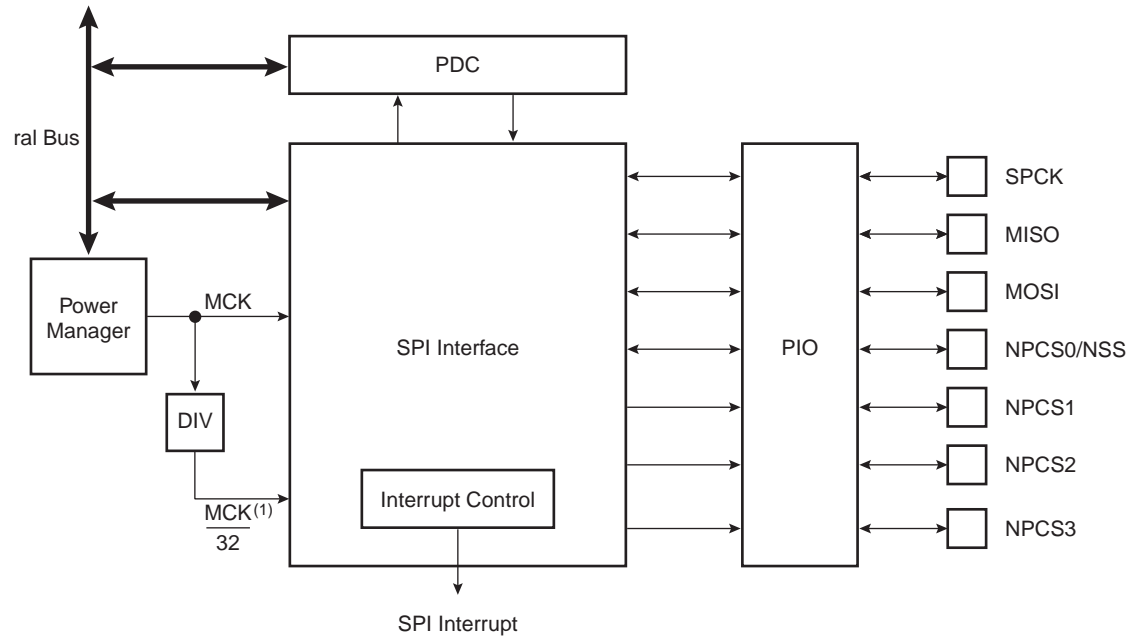 PDC
ral Bus
SPCK
MISO
Power
Manager
MCK
MOSI
SPI Interface
PIO
NPCS0/NSS
DIV
NPCS1
NPCS2
Interrupt Control
MCK(1)
32
NPCS3
SPI Interrupt